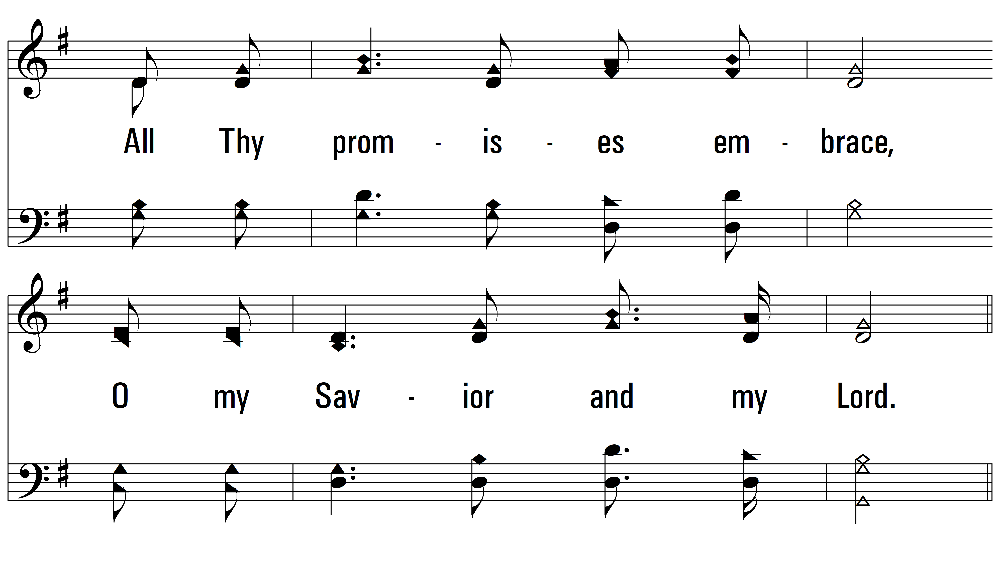 All Thy prom - is - es em - brace,
O my Sav - ior and my Lord.